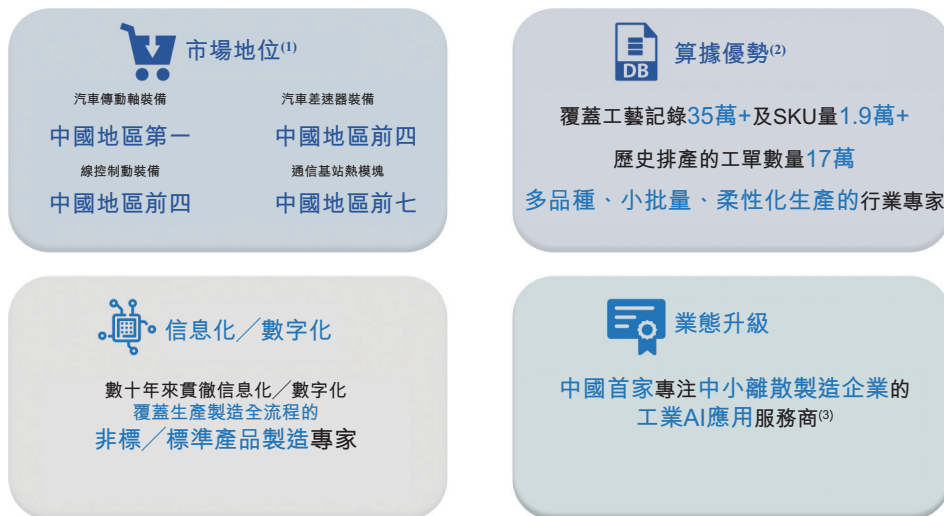 市場地位(1)
汽車傳動軸裝備
中國地區第一
汽車差速器裝備
中國地區前四
線控制動裝備
中國地區前四
通信基站熱模塊
中國地區前七
DB
算據優勢(2)
覆蓋工藝記錄35萬+及SKU量1.9萬+
歷史排產的工單數量17萬
多品種、小批量、柔性化生產的行業專家
信息化／數字化
數十年來貫徹信息化／數字化
覆蓋生產製造全流程的
非標／標準產品製造專家
業態升級
中國首家專注中小離散製造企業的
工業AI應用服務商(3)